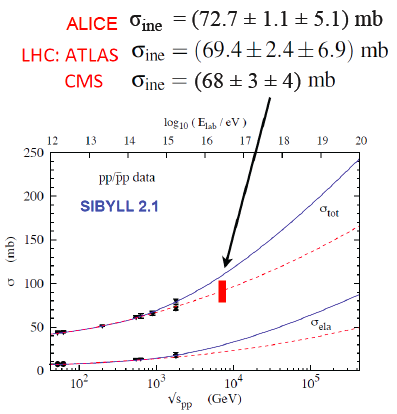 ALICE σine = (72.7 ± 1.1 ± 5.1) mb
LHC: ATLAS σine = (69.4 ± 2.4 ± 6.9) mb
CMS σine = (68 ± 3 ± 4) mb
log10 (Elab / eV)
12 13 14 15 16 17 18 19 20
250
200
150
100
50
0
σ (mb)
pp/p̄p data
SIBYLL 2.1
σtot
σela
10² 10³ 10⁴ 10⁵
√spp (GeV)